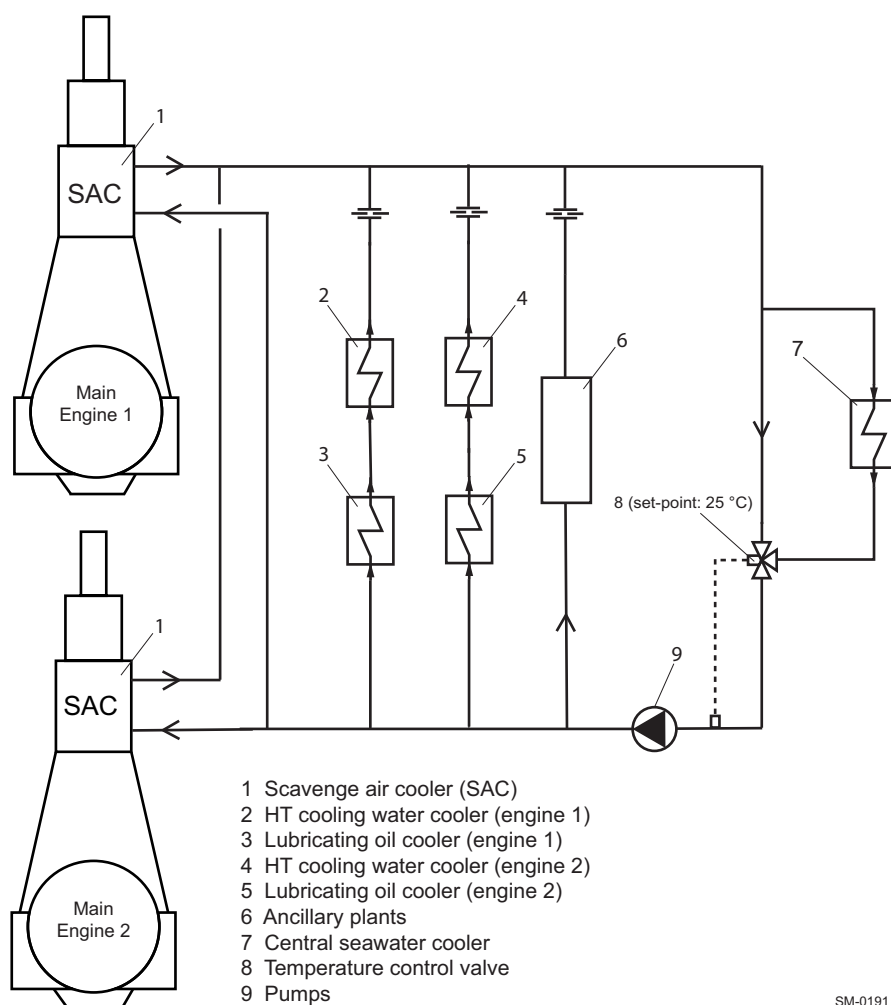 1
SAC
2
4
6
7
Main
Engine 1
3
5
8 (set-point: 25 °C)
1
9
SAC
1 Scavenge air cooler (SAC)
2 HT cooling water cooler (engine 1)
3 Lubricating oil cooler (engine 1)
4 HT cooling water cooler (engine 2)
5 Lubricating oil cooler (engine 2)
6 Ancillary plants
7 Central seawater cooler
8 Temperature control valve
9 Pumps
Main
Engine 2
SM-0191